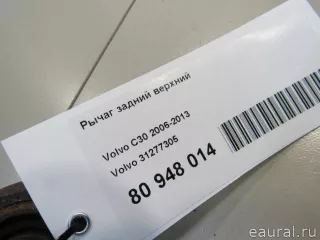 Рычаг задний верхний
Volvo C30 2006-2013
Volvo 31277305
80 948 014
eaural.ru